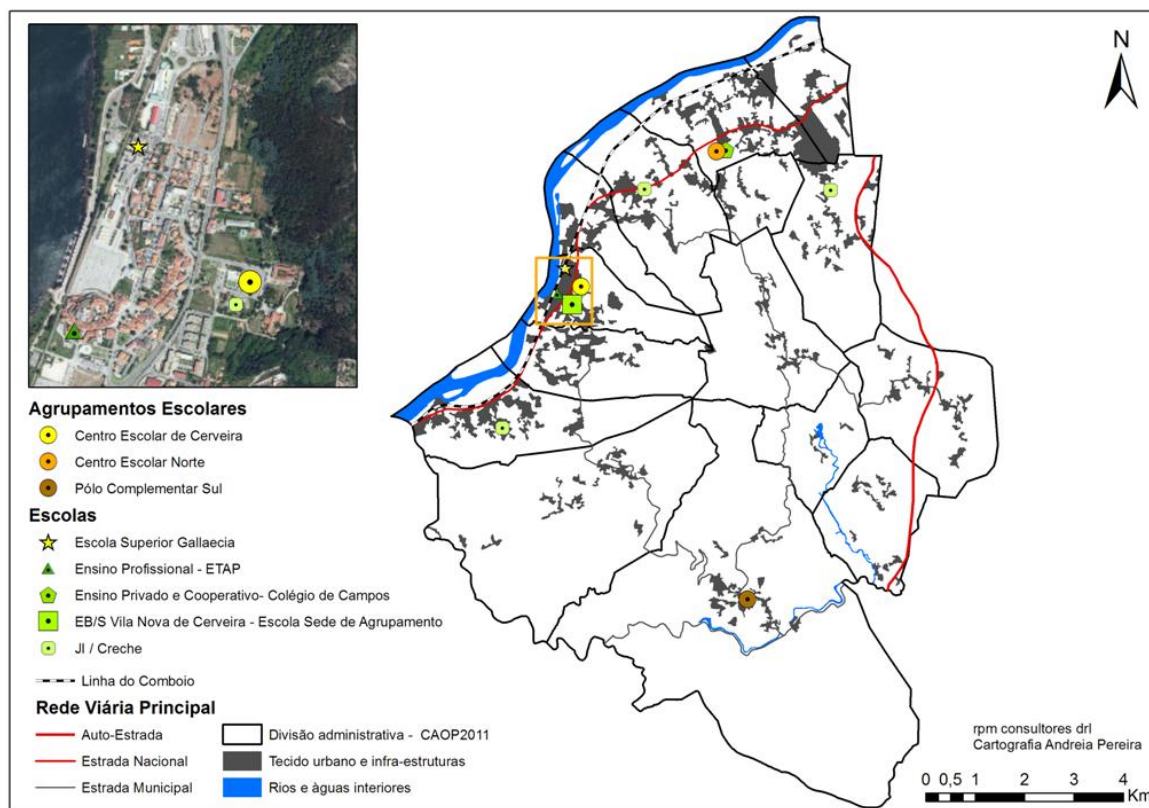 N
Agrupamentos Escolares
Centro Escolar de Cerveira
Centro Escolar Norte
Pólo Complementar Sul
Escolas
Escola Superior Gallaecia
Ensino Profissional - ETAP
Ensino Privado e Cooperativo- Colégio de Campos
EB/S Vila Nova de Cerveira - Escola Sede de Agrupamento
JI / Creche
Linha do Comboio
Rede Viária Principal
Auto-Estrada
Estrada Nacional
Estrada Municipal
Divisão administrativa - CAOP2011
Tecido urbano e infra-estruturas
Rios e àguas interiores
rpm consultores drl
Cartografia Andreia Pereira
0 0,5 1 2 3 4
Km